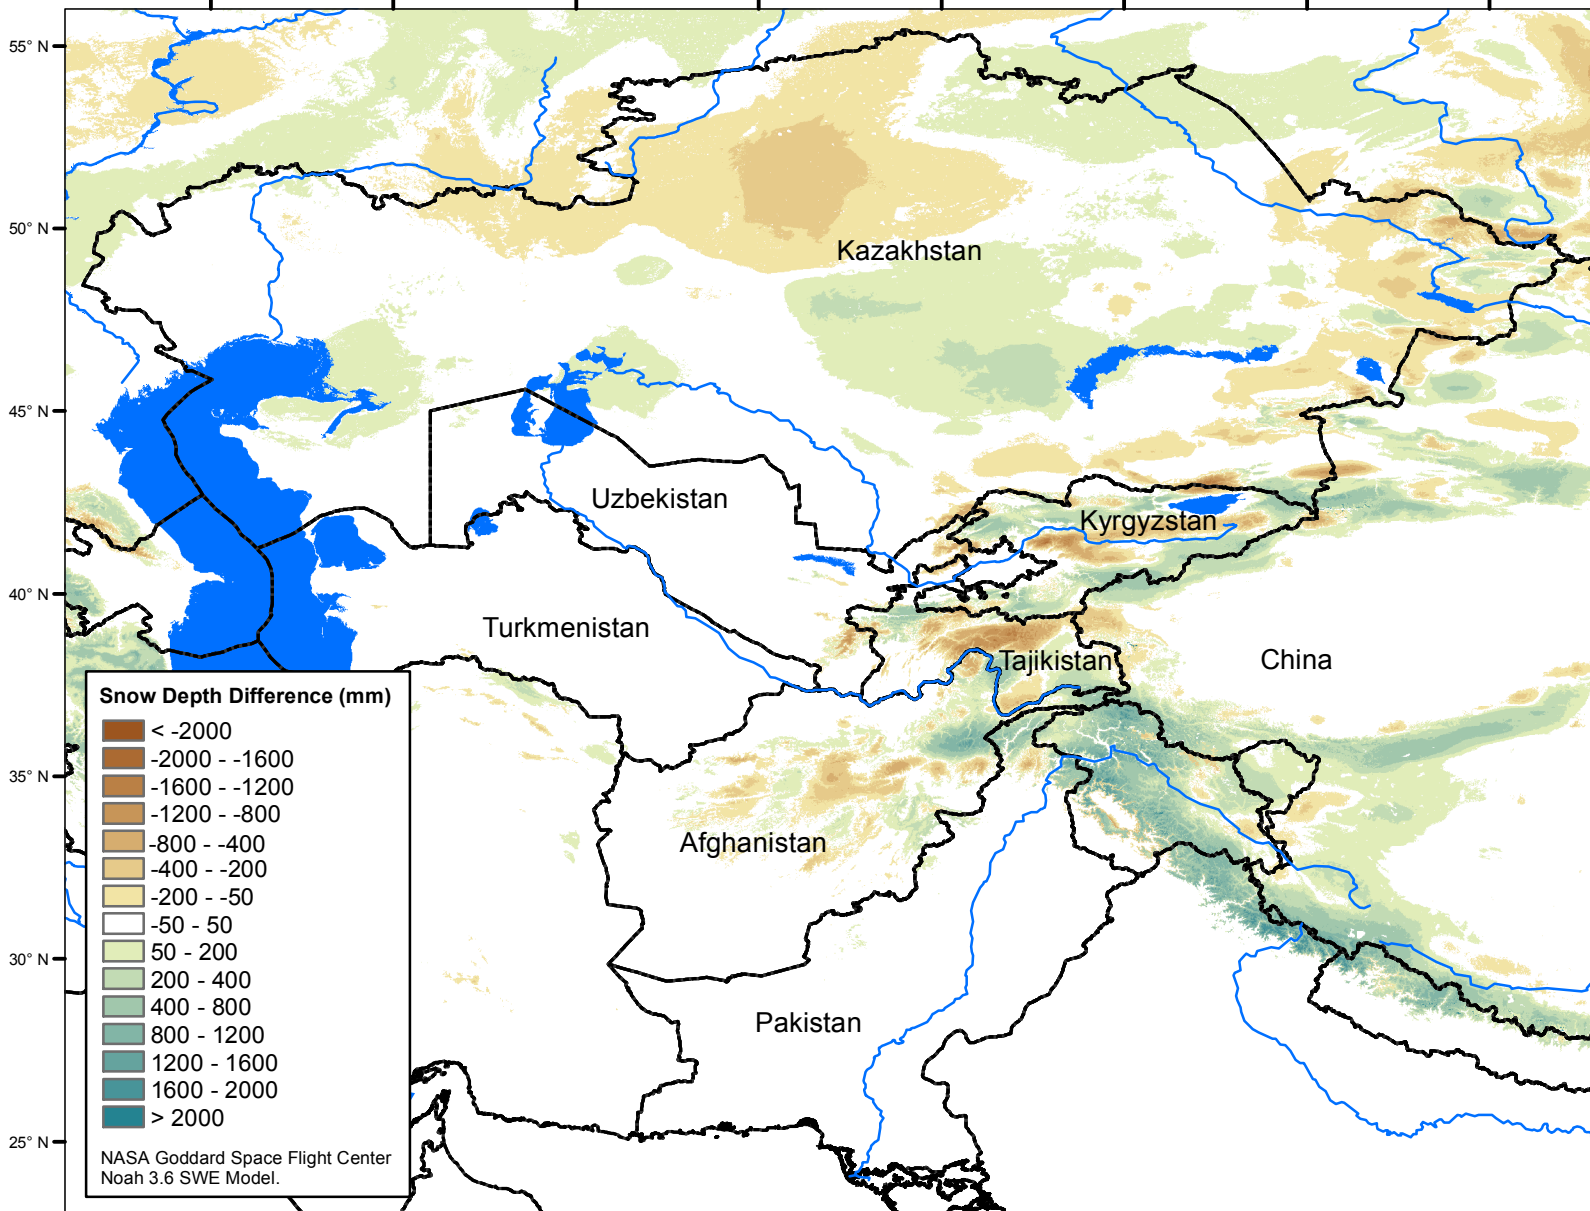 55° N
50° N
Kazakhstan
45° N
Uzbekistan
Kyrgyzstan
40° N
Turkmenistan
Tajikistan
China
35° N
Afghanistan
30° N
Pakistan
25° N
Snow Depth Difference (mm)
< -2000
-2000 - -1600
-1600 - -1200
-1200 - -800
-800 - -400
-400 - -200
-200 - -50
-50 - 50
50 - 200
200 - 400
400 - 800
800 - 1200
1200 - 1600
1600 - 2000
> 2000
NASA Goddard Space Flight Center
Noah 3.6 SWE Model.